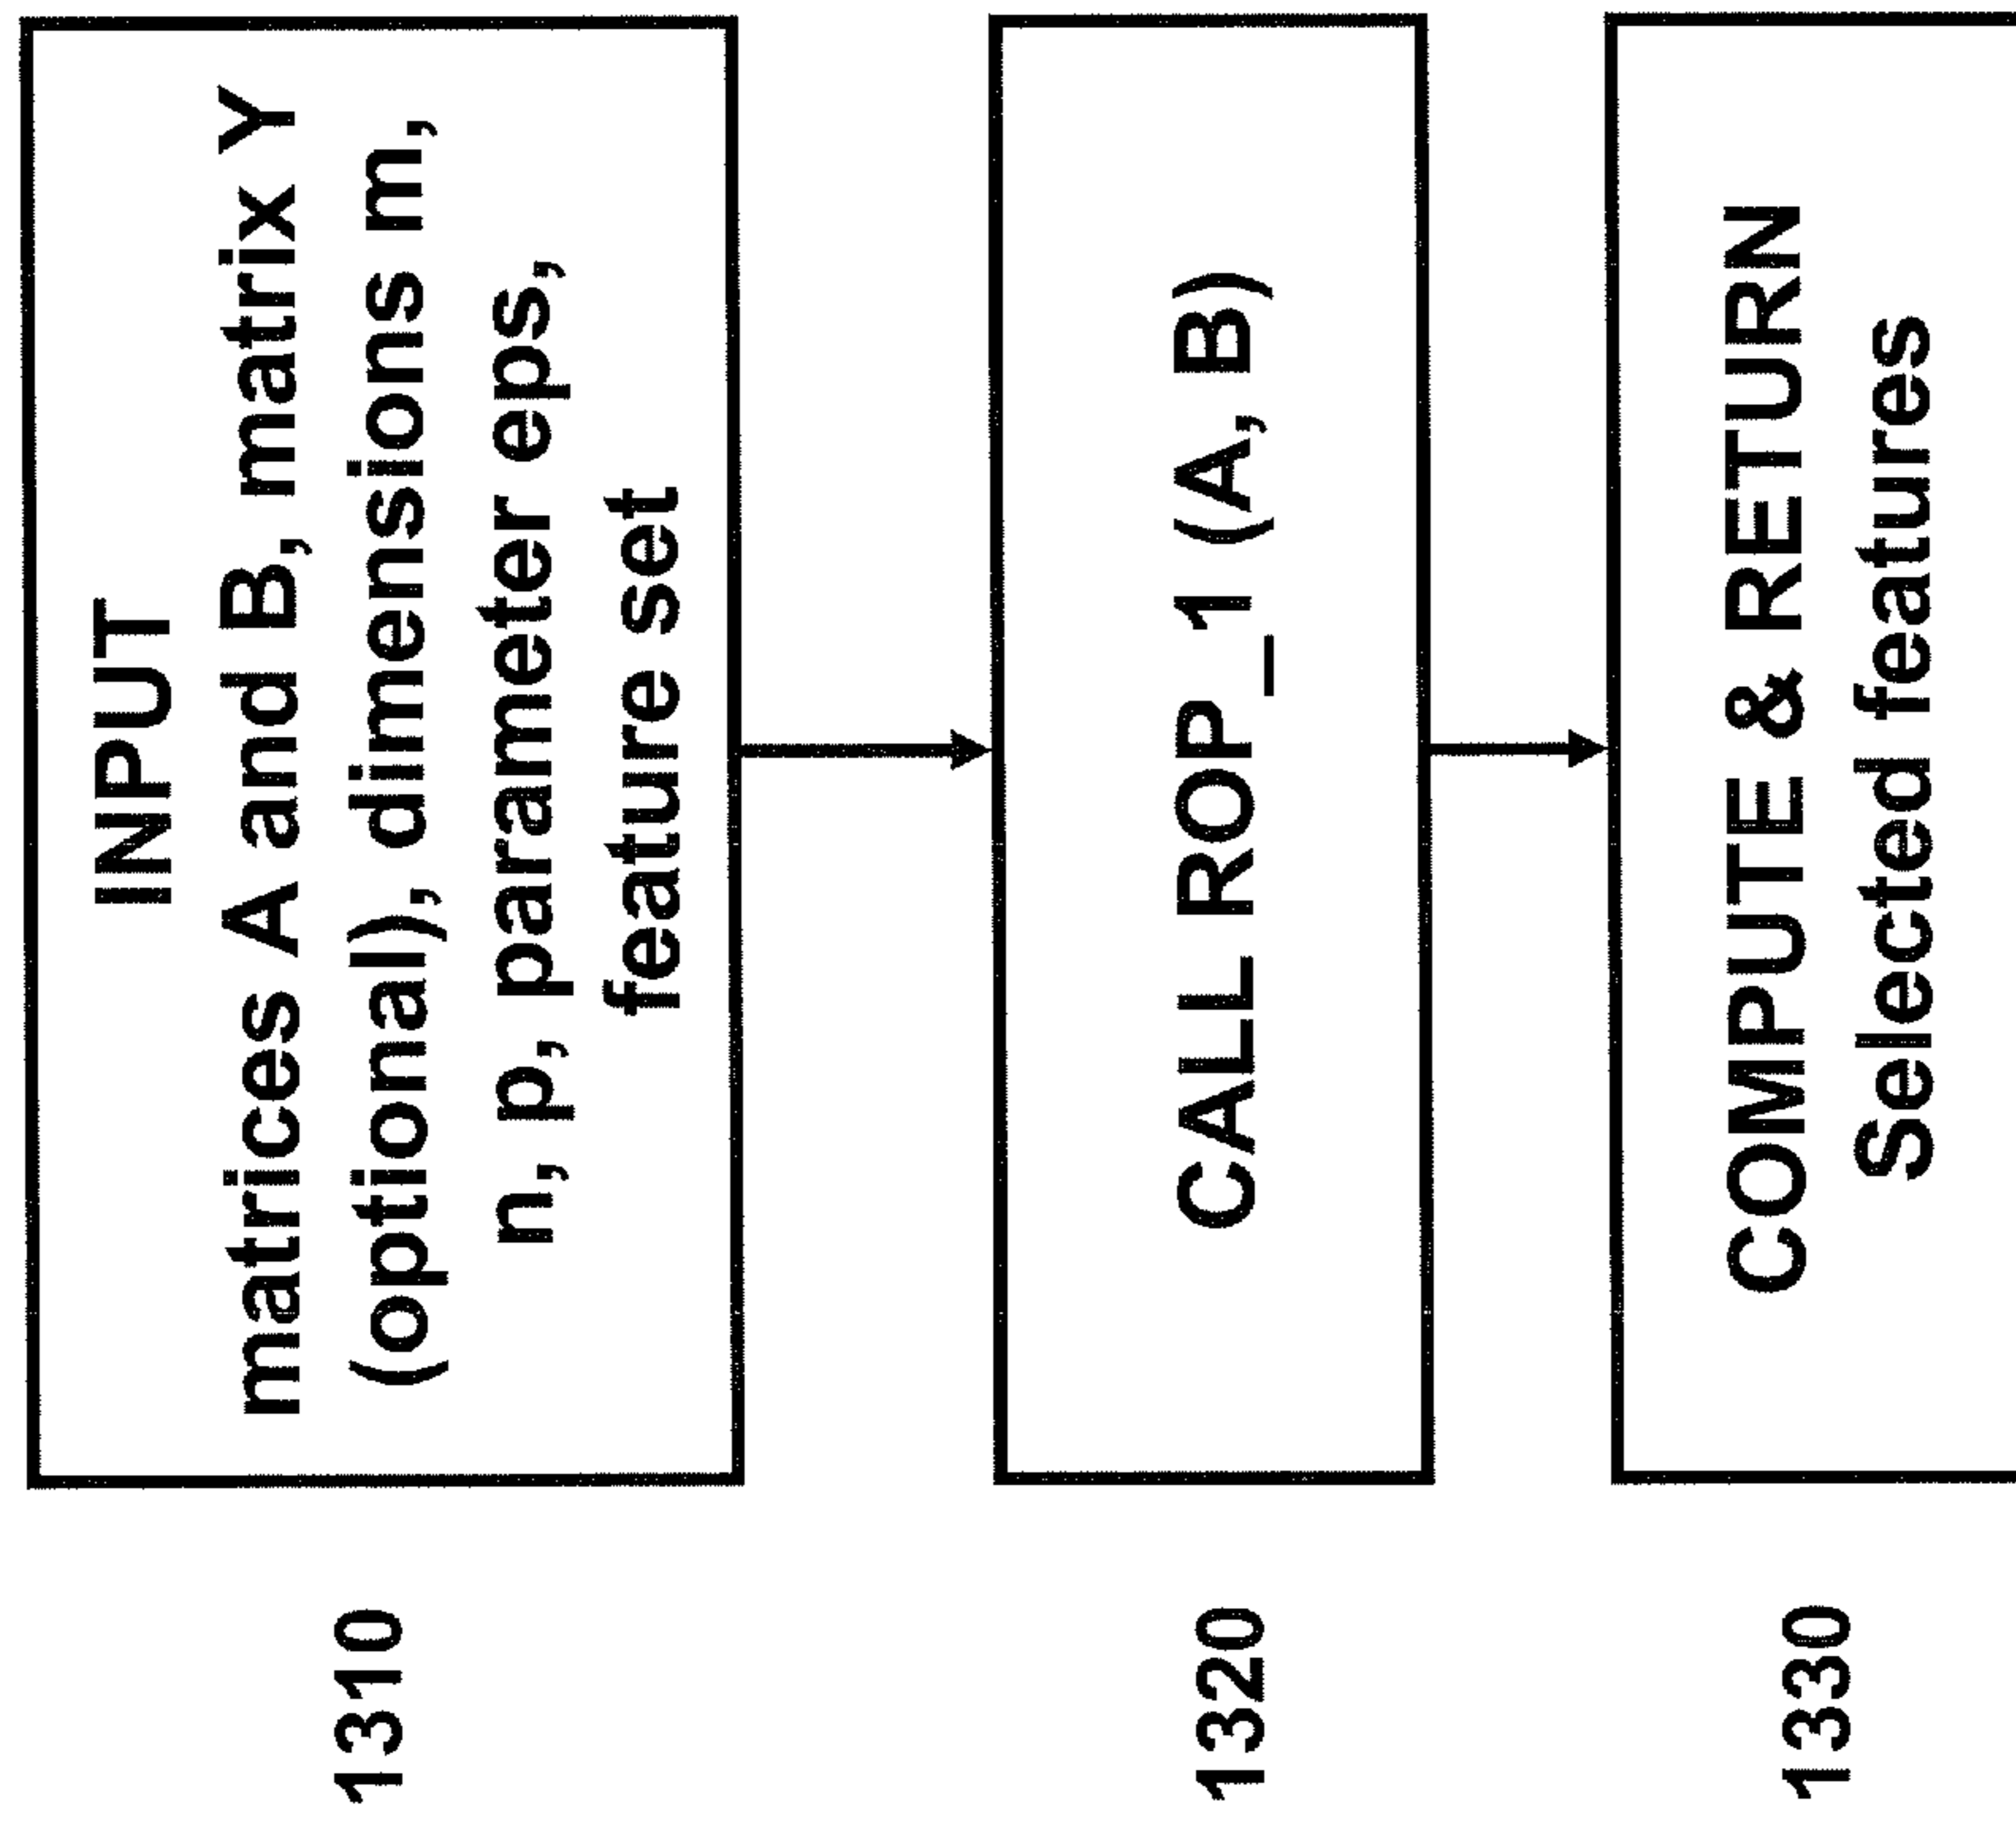 1310
INPUT
matrices A and B, matrix Y
(optional), dimensions m,
n, p, parameter eps,
feature set
1320
CALL ROP_1 (A, B)
1330
COMPUTE & RETURN
Selected features